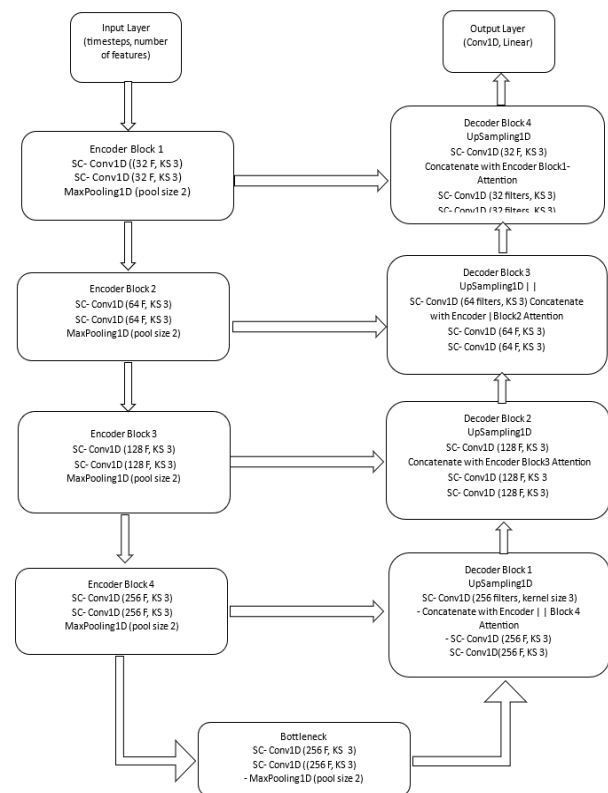 Input Layer
(timesteps, number
of features)
Encoder Block 1
SC- Conv1D ((32 F, KS 3)
SC- Conv1D (32 F, KS 3)
MaxPooling1D (pool size 2)
Encoder Block 2
SC- Conv1D (64 F, KS 3)
SC- Conv1D (64 F, KS 3)
MaxPooling1D (pool size 2)
Encoder Block 3
SC- Conv1D (128 F, KS 3)
SC- Conv1D (128 F, KS 3)
MaxPooling1D (pool size 2)
Encoder Block 4
SC- Conv1D (256 F, KS 3)
SC- Conv1D (256 F, KS 3)
MaxPooling1D (pool size 2)
Bottleneck
SC- Conv1D (256 F, KS 3)
SC- Conv1D ((256 F, KS 3)
- MaxPooling1D (pool size 2)
Decoder Block 1
UpSampling1D
SC- Conv1D (256 filters, kernel size 3)
- Concatenate with Encoder | | Block 4
Attention
- SC- Conv1D (256 F, KS 3)
SC- Conv1D(256 F, KS 3)
Decoder Block 2
UpSampling1D
SC- Conv1D (128 F, KS 3)
Concatenate with Encoder Block3 Attention
SC- Conv1D (128 F, KS 3
SC- Conv1D (128 F, KS 3)
Decoder Block 3
UpSampling1D | |
SC- Conv1D (64 filters, KS 3) Concatenate
with Encoder | Block2 Attention
SC- Conv1D (64 F, KS 3)
SC- Conv1D (64 F, KS 3)
Decoder Block 4
UpSampling1D
SC- Conv1D (32 F, KS 3)
Concatenate with Encoder Block1-
Attention
SC- Conv1D (32 filters, KS 3)
SC- Conv1D (32 filters, KS 3)
Output Layer
(Conv1D, Linear)